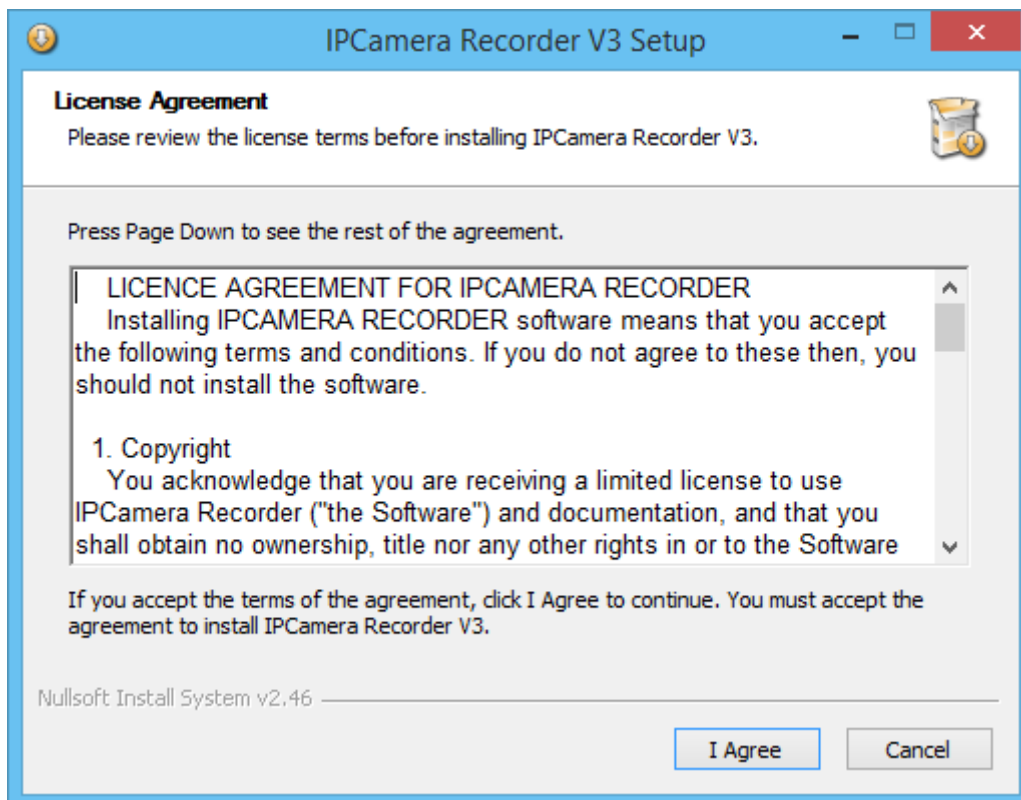 IPCamera Recorder V3 Setup
License Agreement
Please review the license terms before installing IPCamera Recorder V3.
Press Page Down to see the rest of the agreement.
LICENCE AGREEMENT FOR IPCAMERA RECORDER
Installing IPCAMERA RECORDER software means that you accept
the following terms and conditions. If you do not agree to these then, you
should not install the software.
1. Copyright
You acknowledge that you are receiving a limited license to use
IPCamera Recorder ("the Software") and documentation, and that you
shall obtain no ownership, title nor any other rights in or to the Software
If you accept the terms of the agreement, click I Agree to continue. You must accept the
agreement to install IPCamera Recorder V3.
Nullsoft Install System v2.46
I Agree
Cancel